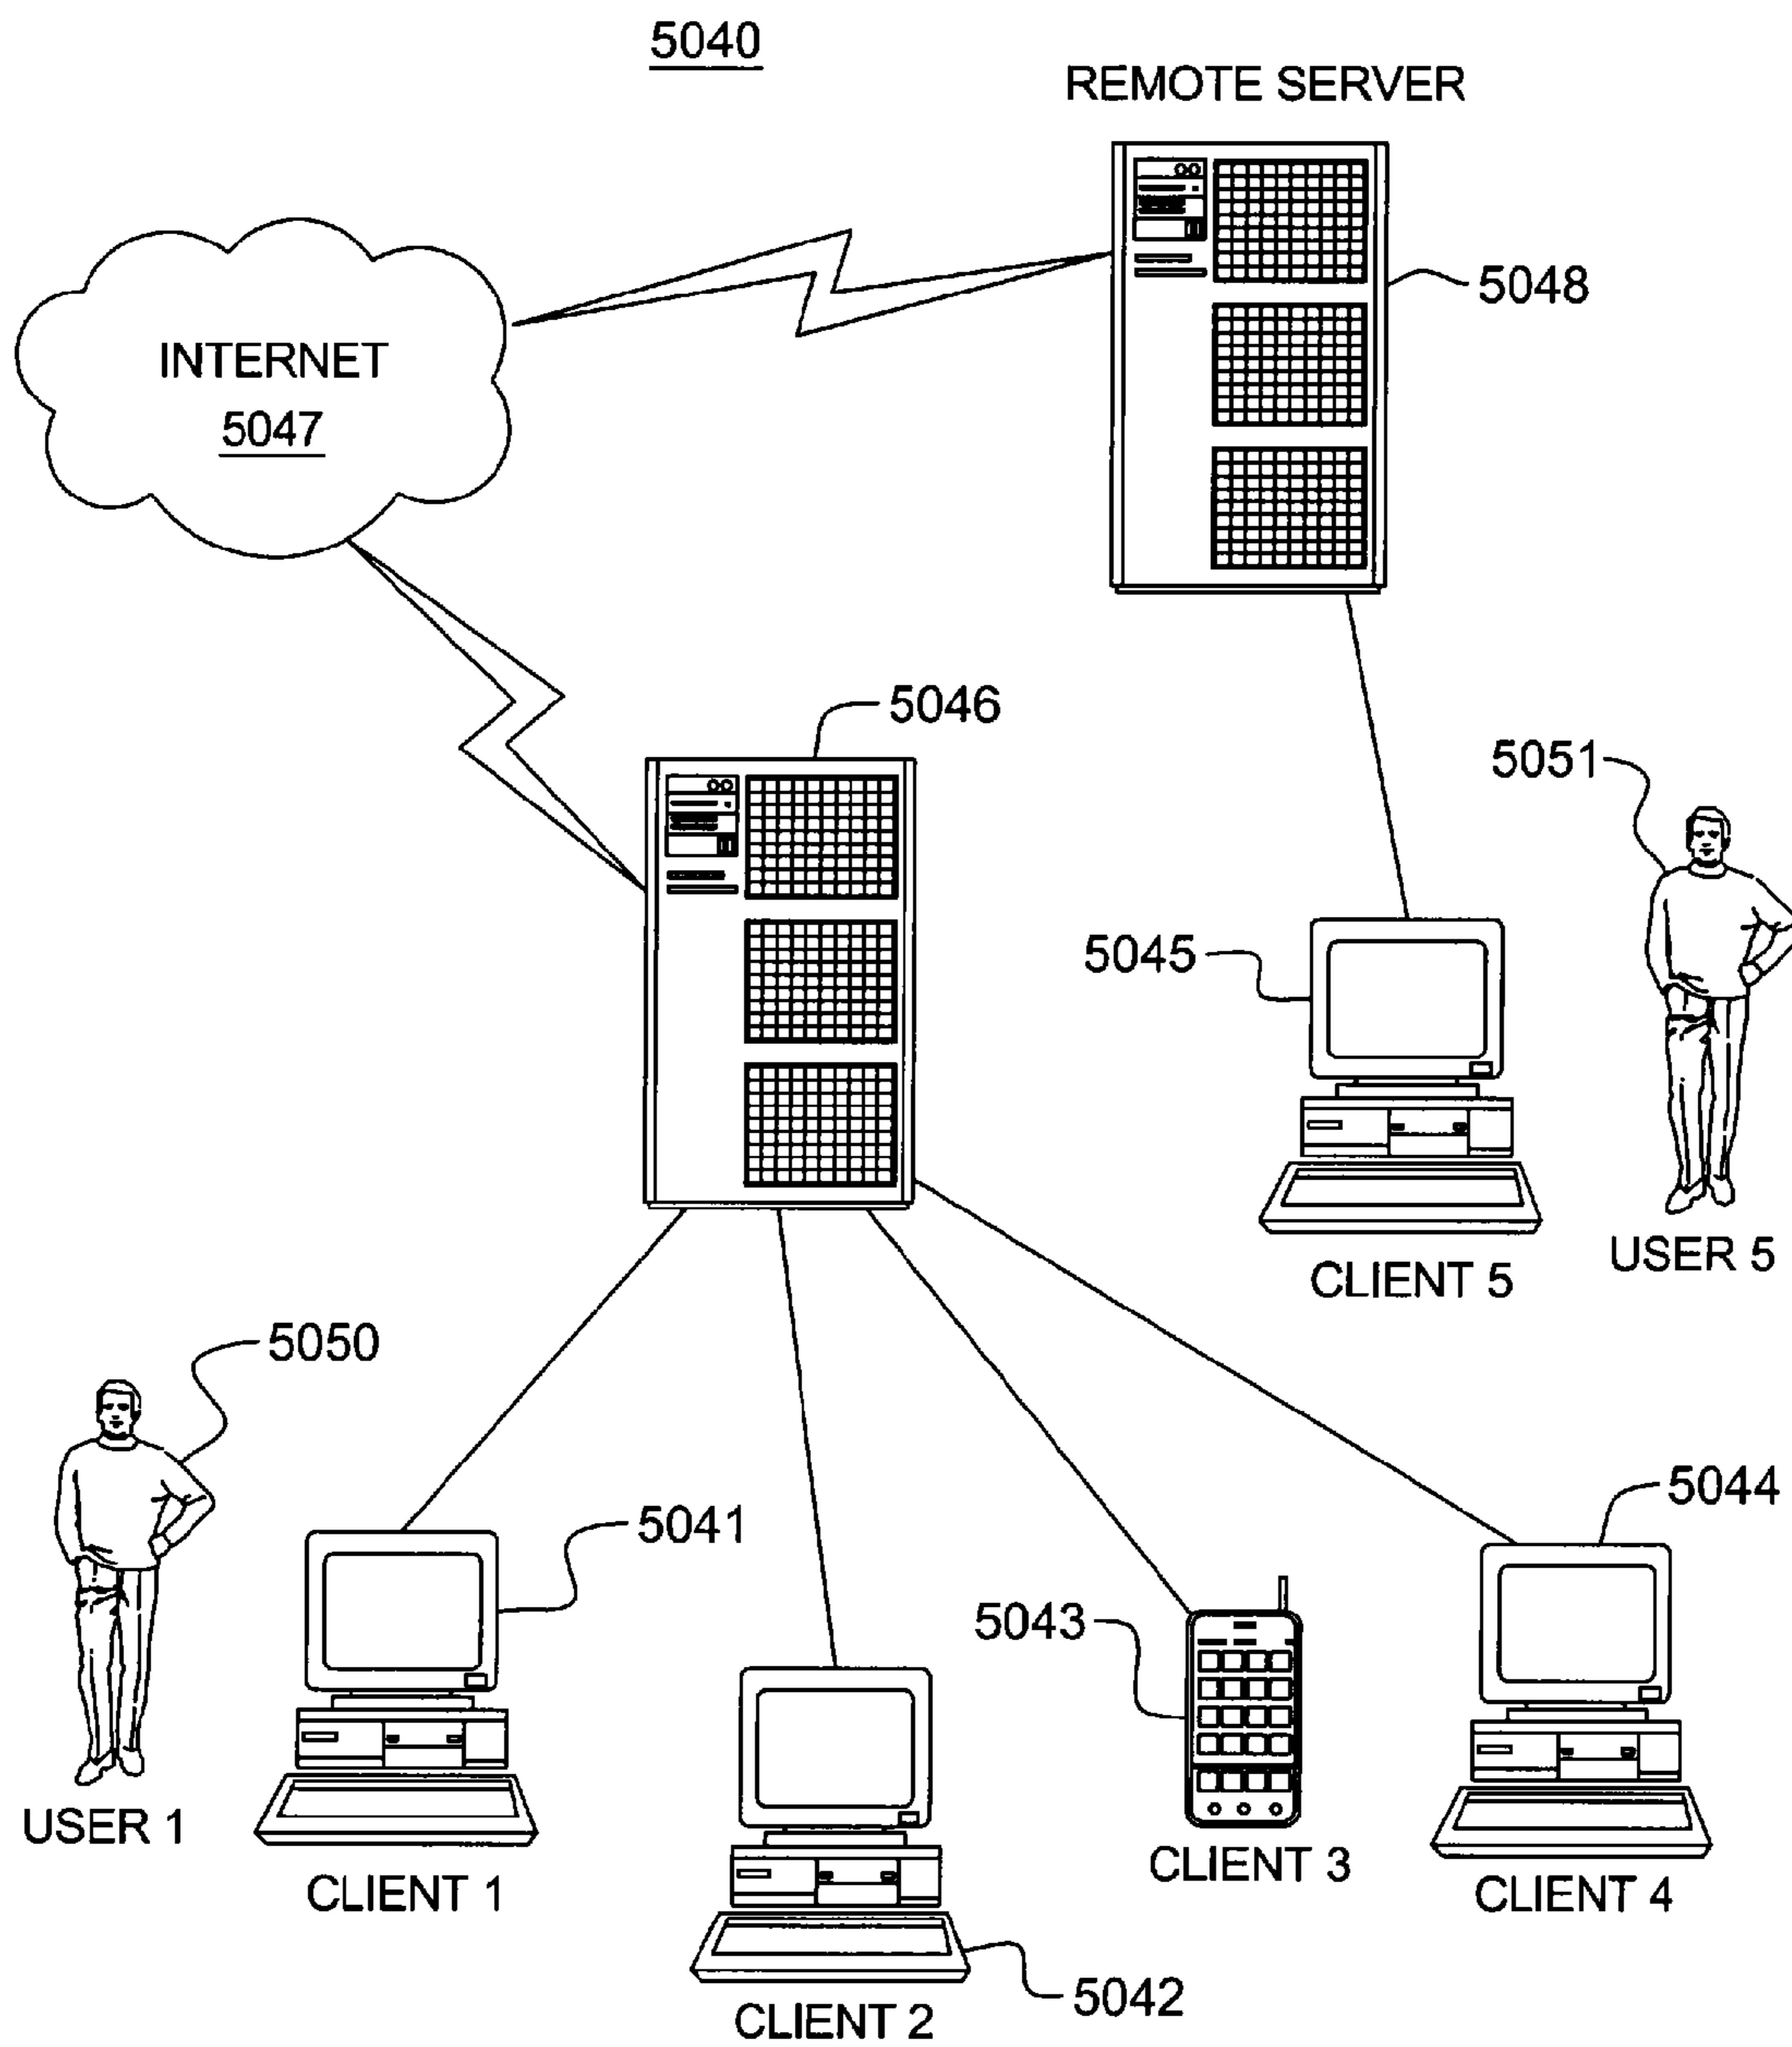 5040
REMOTE SERVER
5048
INTERNET
5047
5046
5051
5045
USER 5
CLIENT 5
5050
5041
5044
5043
USER 1
CLIENT 1
CLIENT 3
CLIENT 4
5042
CLIENT 2